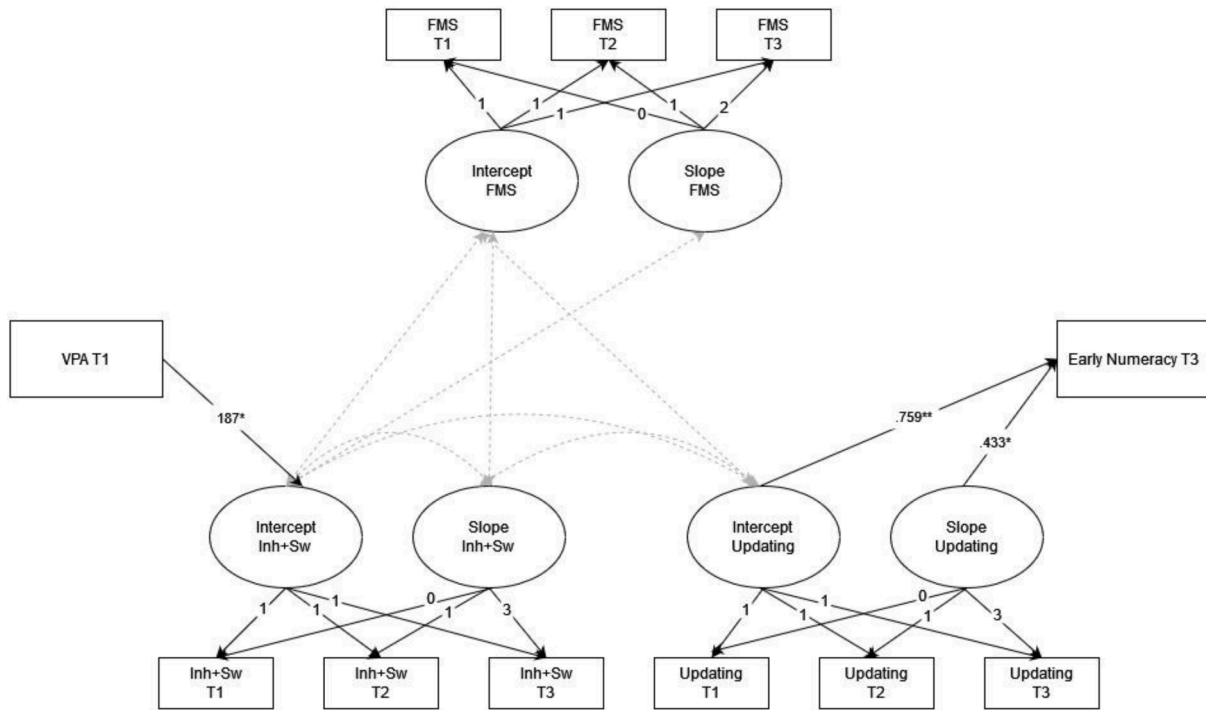 FMS
T1
FMS
T2
FMS
T3
1
1
1
0
1
2
Intercept
FMS
Slope
FMS
VPA T1
Early Numeracy T3
187*
.759**
.433*
Intercept
Inh+Sw
Slope
Inh+Sw
Intercept
Updating
Slope
Updating
1
1
1
0
1
3
1
1
1
0
1
3
Inh+Sw
T1
Inh+Sw
T2
Inh+Sw
T3
Updating
T1
Updating
T2
Updating
T3